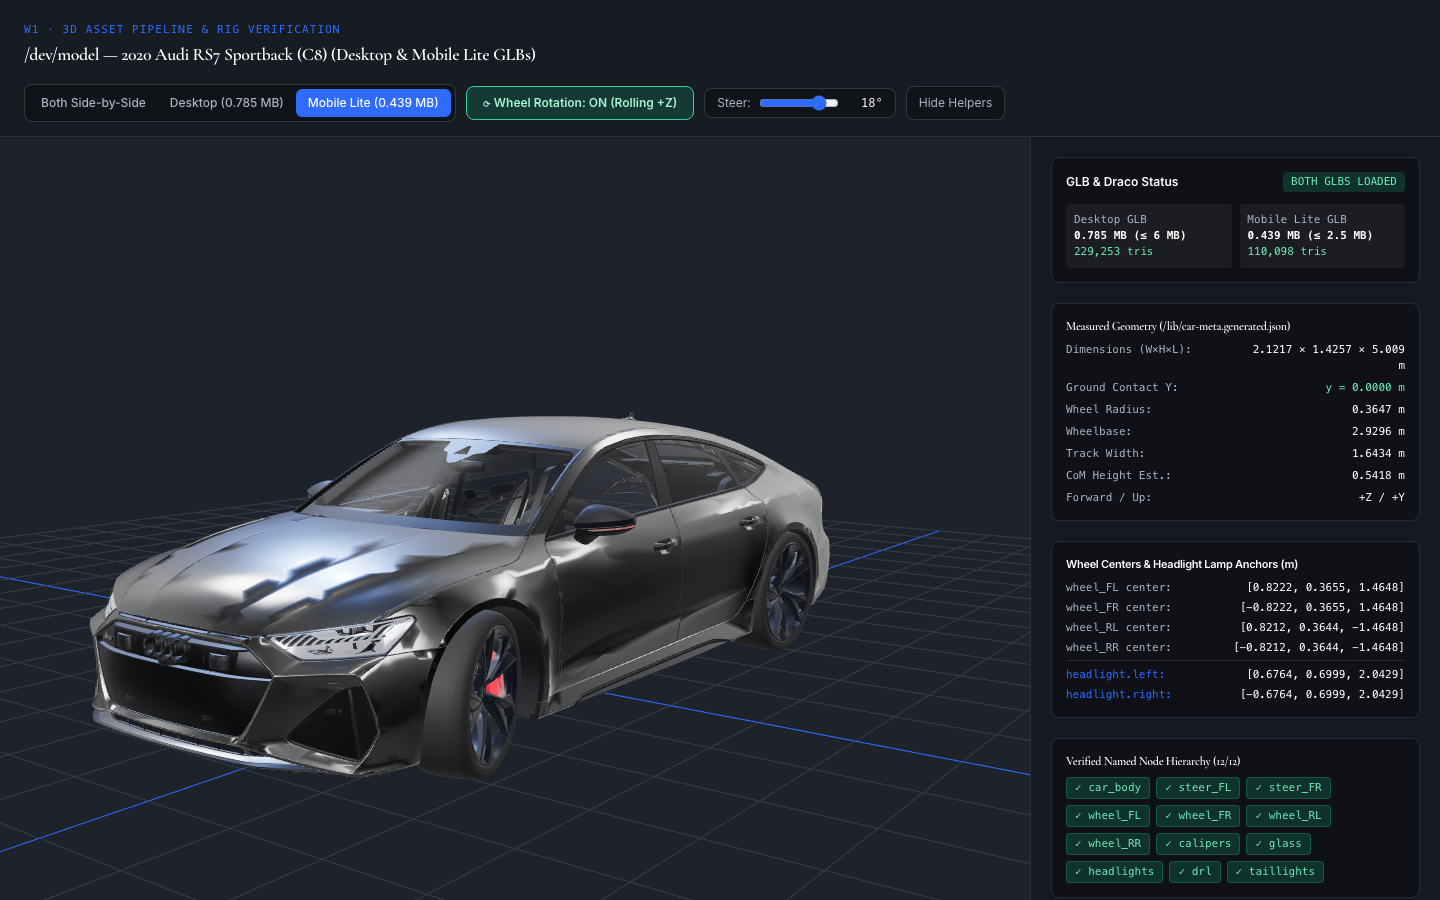 W1 · 3D ASSET PIPELINE & RIG VERIFICATION
/dev/model — 2020 Audi RS7 Sportback (C8) (Desktop & Mobile Lite GLBs)
Both Side-by-Side Desktop (0.785 MB) Mobile Lite (0.439 MB) ⟳ Wheel Rotation: ON (Rolling +Z) Steer: 18° Hide Helpers
GLB & Draco Status BOTH GLBS LOADED
Desktop GLB Mobile Lite GLB
0.785 MB (≤ 6 MB) 0.439 MB (≤ 2.5 MB)
229,253 tris 110,098 tris
Measured Geometry (/lib/car-meta.generated.json)
Dimensions (W×H×L): 2.1217 × 1.4257 × 5.009
m
Ground Contact Y: y = 0.0000 m
Wheel Radius: 0.3647 m
Wheelbase: 2.9296 m
Track Width: 1.6434 m
CoM Height Est.: 0.5418 m
Forward / Up: +Z / +Y
Wheel Centers & Headlight Lamp Anchors (m)
wheel_FL center: [0.8222, 0.3655, 1.4648]
wheel_FR center: [−0.8222, 0.3655, 1.4648]
wheel_RL center: [0.8212, 0.3644, −1.4648]
wheel_RR center: [−0.8212, 0.3644, −1.4648]
headlight.left: [0.6764, 0.6999, 2.0429]
headlight.right: [−0.6764, 0.6999, 2.0429]
Verified Named Node Hierarchy (12/12)
✓ car_body ✓ steer_FL ✓ steer_FR
✓ wheel_FL ✓ wheel_FR ✓ wheel_RL
✓ wheel_RR ✓ calipers ✓ glass
✓ headlights ✓ drl ✓ taillights